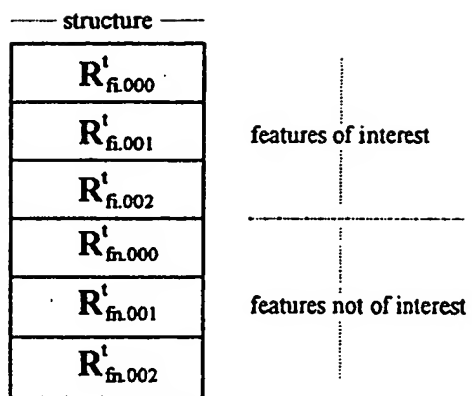 structure
R^t_fi.000
R^t_fi.001
features of interest
R^t_fi.002
R^t_fn.000
R^t_fn.001
features not of interest
R^t_fn.002